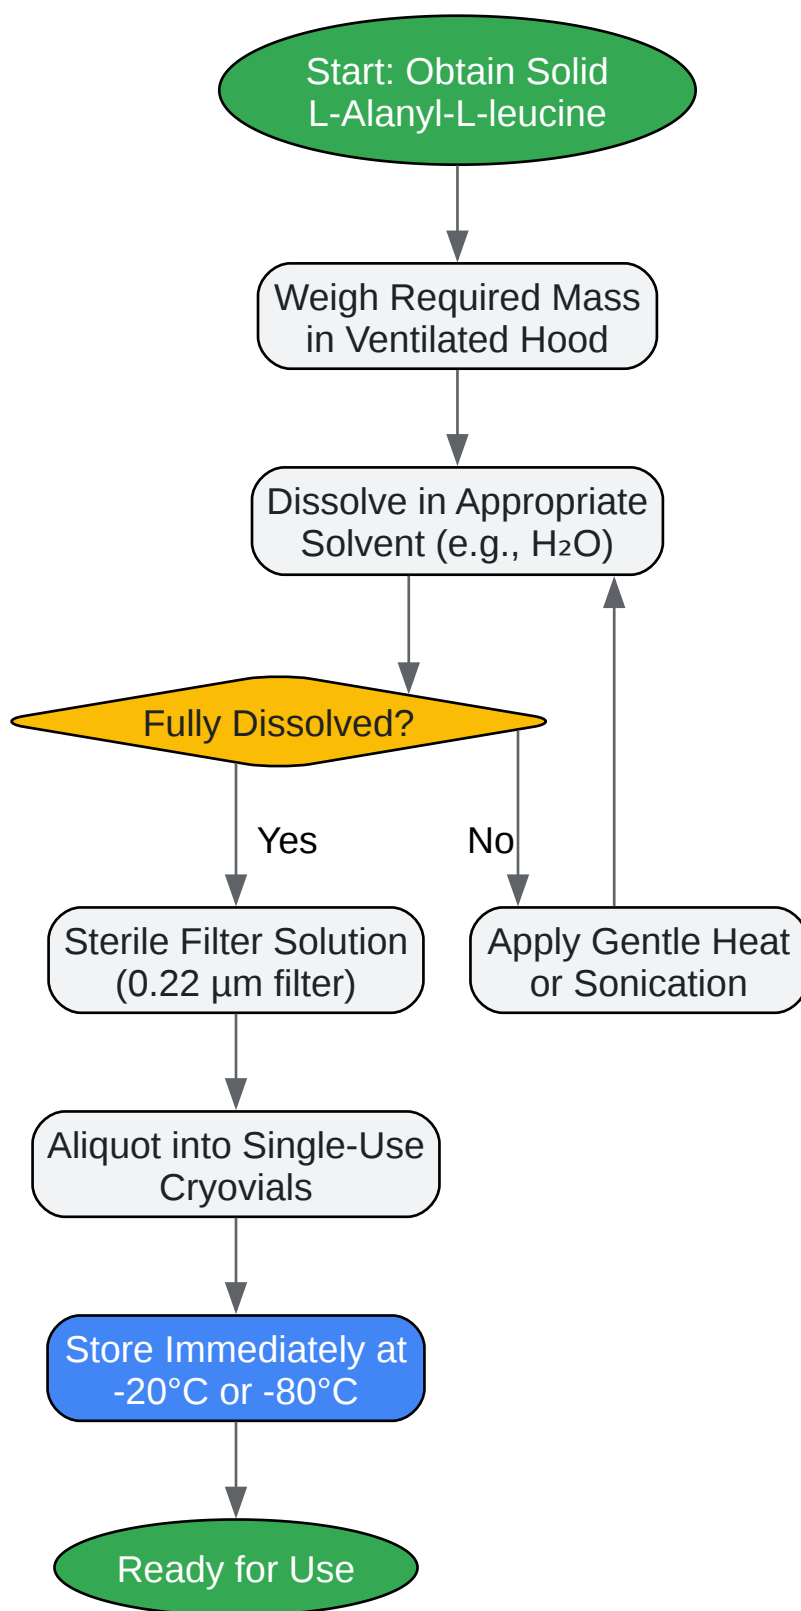 Start: Obtain Solid
L-Alanyl-L-leucine
Weigh Required Mass
in Ventilated Hood
Dissolve in Appropriate
Solvent (e.g., H₂O)
Fully Dissolved?
Yes
No
Sterile Filter Solution
(0.22 µm filter)
Apply Gentle Heat
or Sonication
Aliquot into Single-Use
Cryovials
Store Immediately at
-20°C or -80°C
Ready for Use